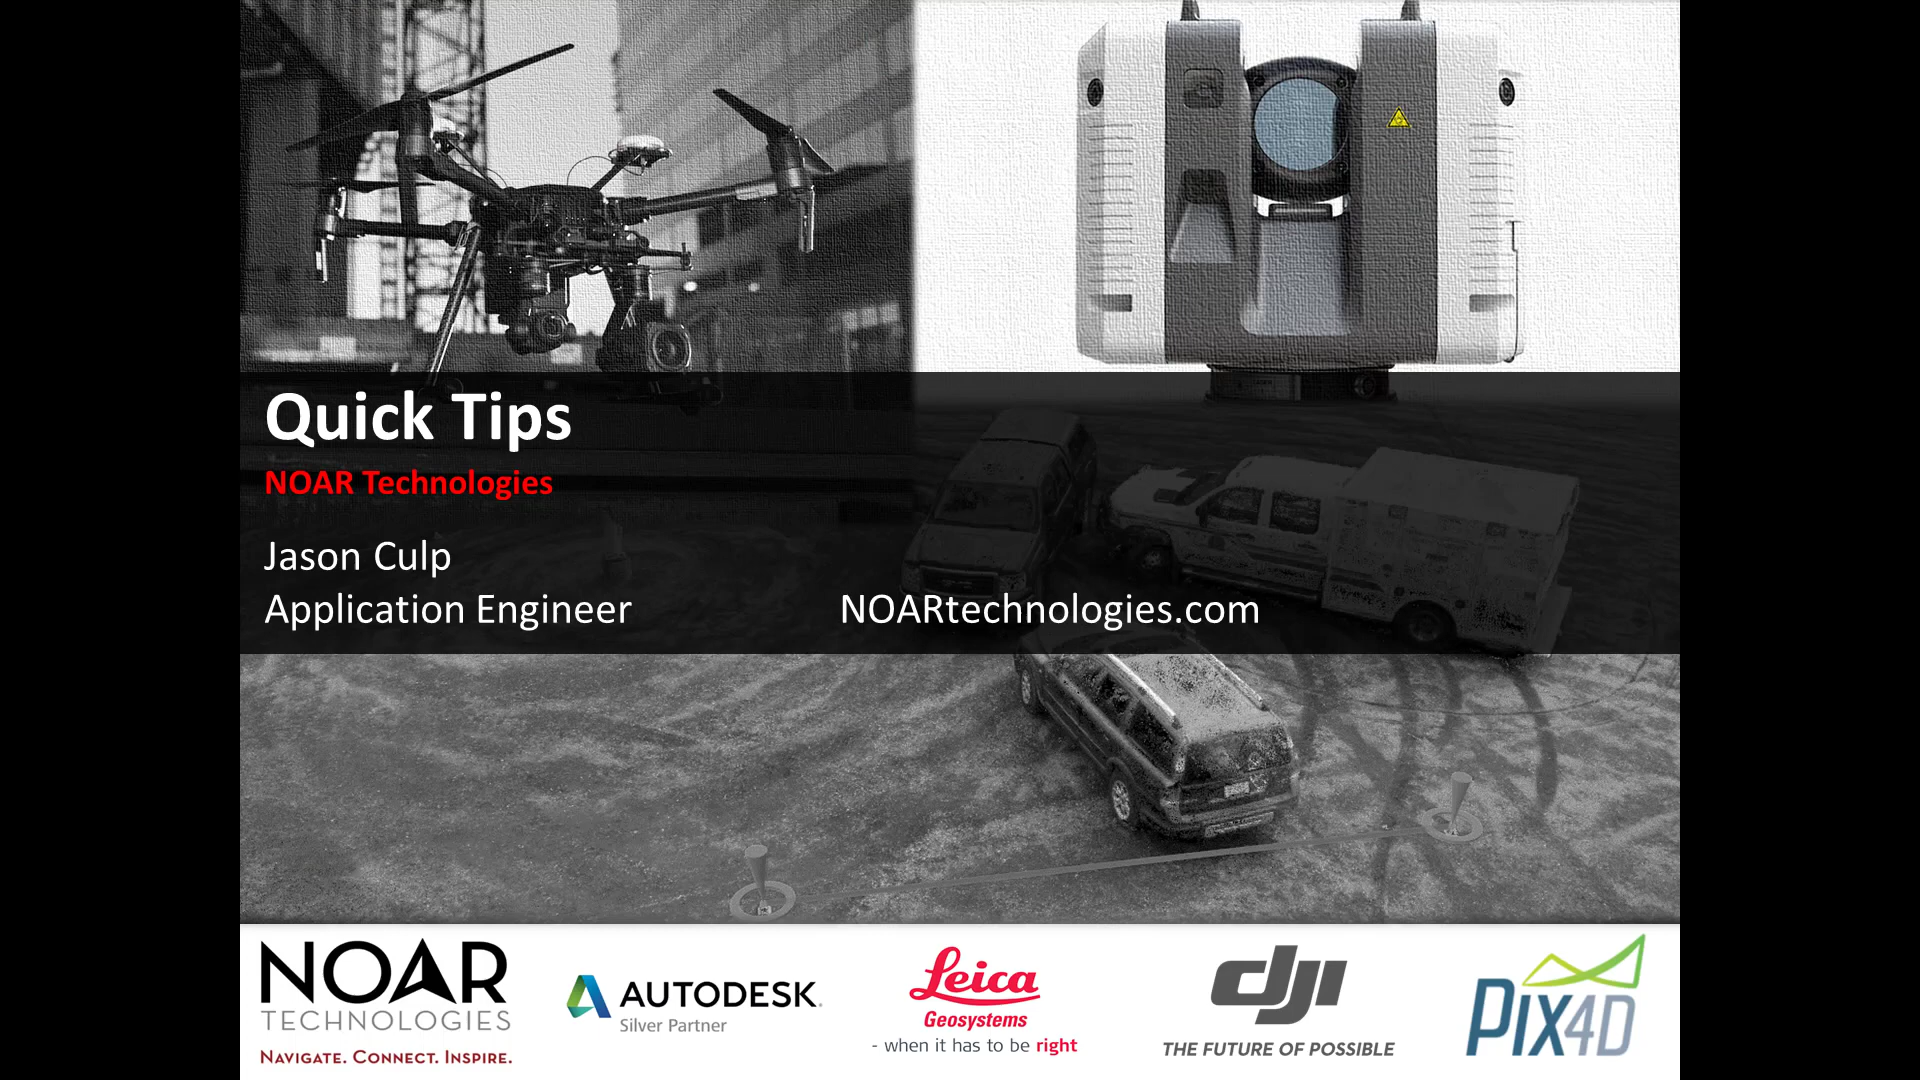 Quick Tips
NOAR Technologies
Jason Culp
Application Engineer
NOARtechnologies.com
NOAR
TECHNOLOGIES
NAVIGATE. CONNECT. INSPIRE.
AUTODESK.
Silver Partner
Leica
Geosystems
- when it has to be right
dji
THE FUTURE OF POSSIBLE
PIX4D